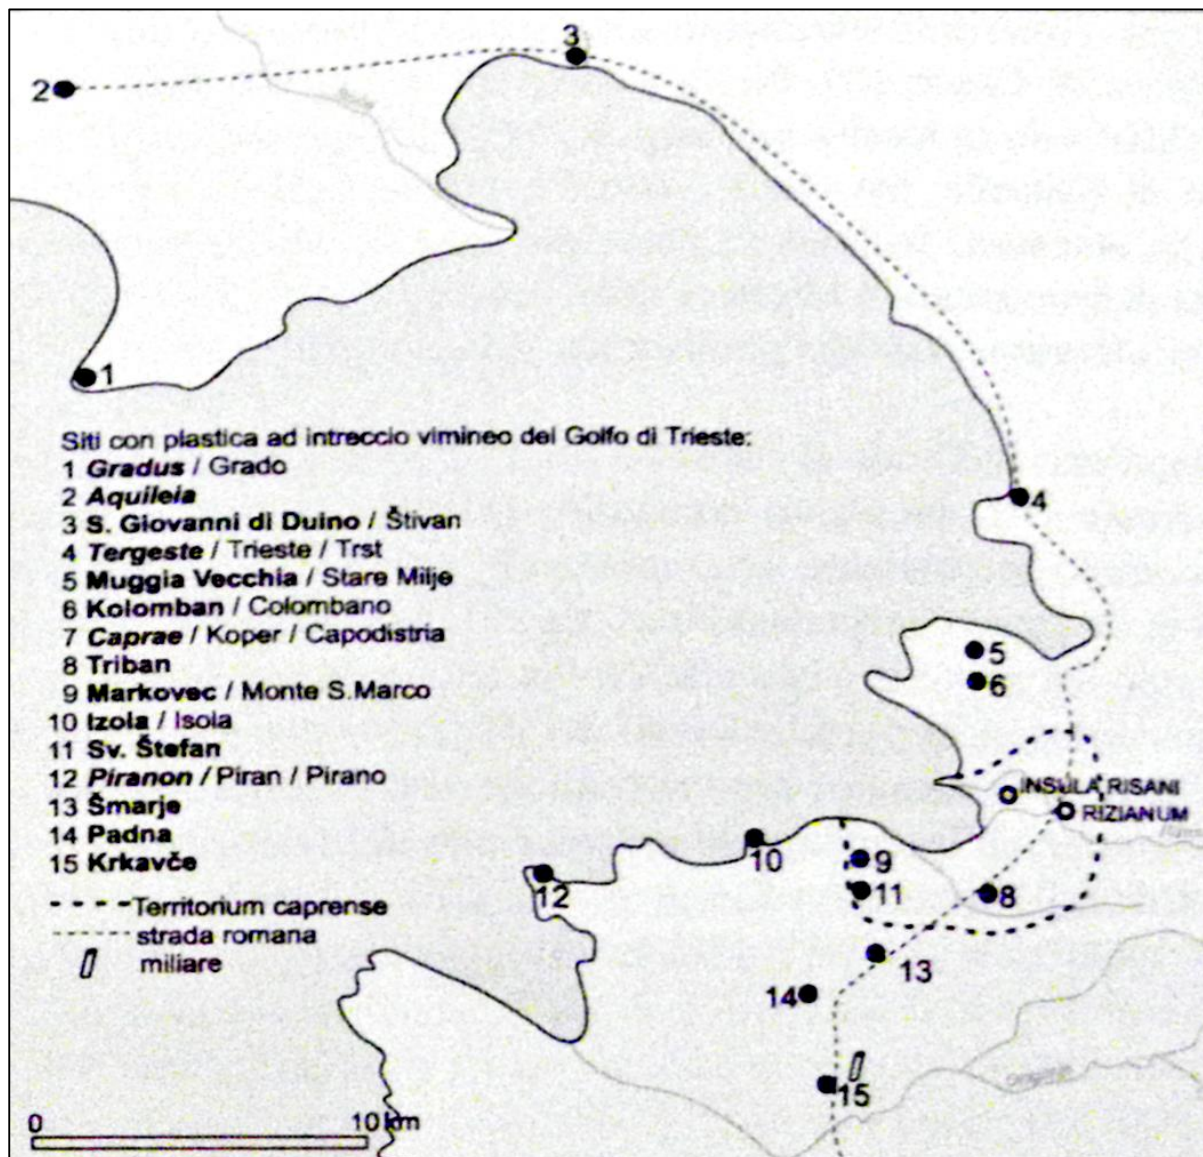 2
3
1
Siti con plastica ad intreccio vimineo del Golfo di Trieste:
1 Gradus / Grado
2 Aquileia
3 S. Giovanni di Duino / Štivan
4 Tergeste / Trieste / Trst
5 Muggia Vecchia / Stare Milje
6 Kolomban / Colombano
7 Caprae / Koper / Capodistria
8 Triban
9 Markovec / Monte S.Marco
10 Izola / Isola
11 Sv. Štefan
12 Piranon / Piran / Pirano
13 Šmarje
14 Padna
15 Krkavče
Territorium caprense
strada romana
miliare
0 10 km
4
5
6
INSULA RISANI
RIZIANUM
10
9
12
11
8
13
14
15